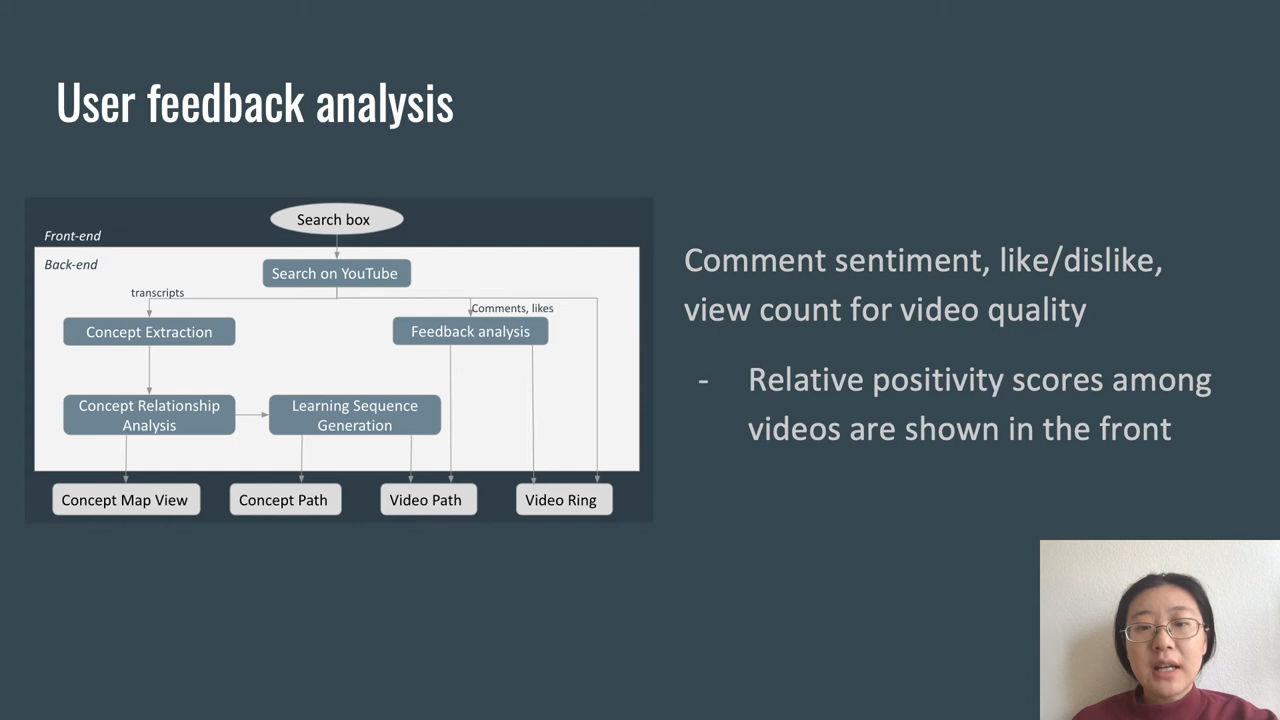 User feedback analysis
Search box
Front-end
Back-end
Search on YouTube
transcripts
Comments, likes
Concept Extraction
Feedback analysis
Concept Relationship
Analysis
Learning Sequence
Generation
Concept Map View
Concept Path
Video Path
Video Ring
Comment sentiment, like/dislike,
view count for video quality
- Relative positivity scores among
videos are shown in the front